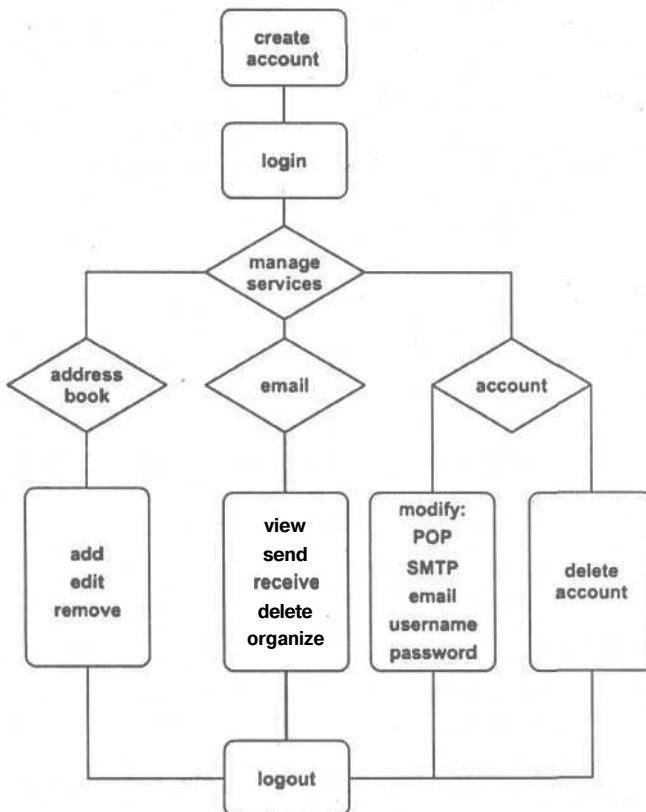 create
account
login
manage
services
address
book
email
account
add
edit
remove
view
send
receive
delete
organize
modify:
POP
SMTP
email
username
password
delete
account
logout